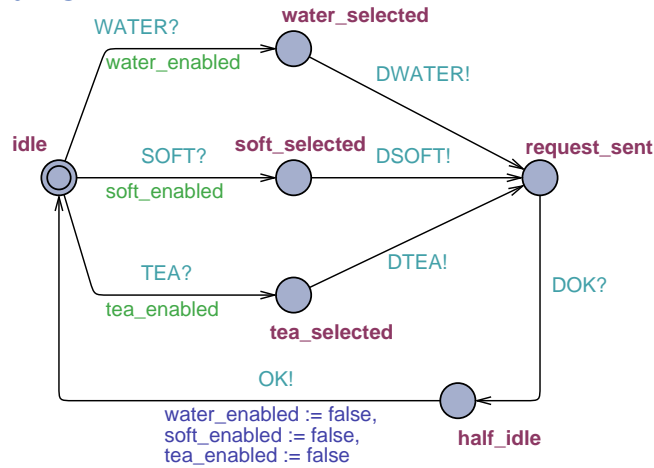 WATER?
water_selected
water_enabled
DWATER!
idle
SOFT?
soft_selected
DSOFT!
request_sent
soft_enabled
TEA?
DTEA!
DOK?
tea_enabled
tea_selected
OK!
water_enabled := false,
soft_enabled := false,
tea_enabled := false
half_idle